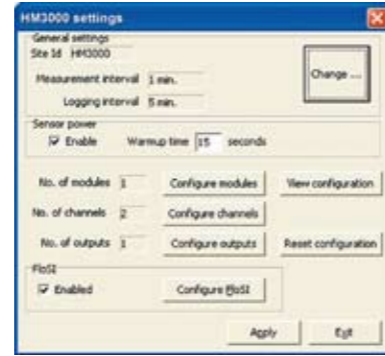 HM3000 settings
General settings
Site Id HM3000
Measurement interval 1 min.
Change ...
Logging interval 5 min.
Sensor power
Enable Warmup time 15 seconds
No. of modules 1 Configure modules View configuration
No. of channels 2 Configure channels
No. of outputs 1 Configure outputs Reset configuration
FloSI
Enabled Configure FloSI
Apply Exit